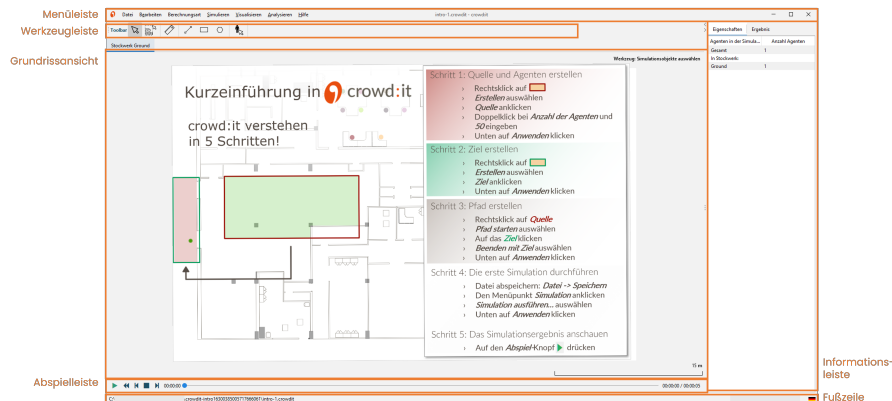 Menüleiste
Datei Bearbeiten Berechnungsart Simulieren Visualisieren Analysieren Hilfe
intro-1.crowdit - crowdit
Werkzeugleiste
Toolbar
Eigenschaften Ergebnis
Agenten in der Simula... Anzahl Agenten
Gesamt 1
In Stockwerk:
Ground 1
Stockwerk Ground
Grundrissansicht
Werkzeug: Simulationsobjekte auswählen
Kurzeinführung in crowd:it
crowd:it verstehen
in 5 Schritten!
Schritt 1: Quelle und Agenten erstellen
› Rechtsklick auf
› Erstellen auswählen
› Quelle anklicken
› Doppelklick bei Anzahl der Agenten und
50 eingeben
› Unten auf Anwenden klicken
Schritt 2: Ziel erstellen
› Rechtsklick auf
› Erstellen auswählen
› Ziel anklicken
› Unten auf Anwenden klicken
Schritt 3: Pfad erstellen
› Rechtsklick auf Quelle
› Pfad starten auswählen
› Auf das Ziel klicken
› Beenden mit Ziel auswählen
› Unten auf Anwenden klicken
Schritt 4: Die erste Simulation durchführen
› Datei abspeichern: Datei -> Speichern
› Den Menüpunkt Simulation anklicken
› Simulation ausführen... auswählen
› Unten auf Anwenden klicken
Schritt 5: Das Simulationsergebnis anschauen
› Auf den Abspiel-Knopf drücken
15 m
Informations-
leiste
Abspielleiste
00:00:00
00:00:00 / 00:00:05
Fußzeile
C:\